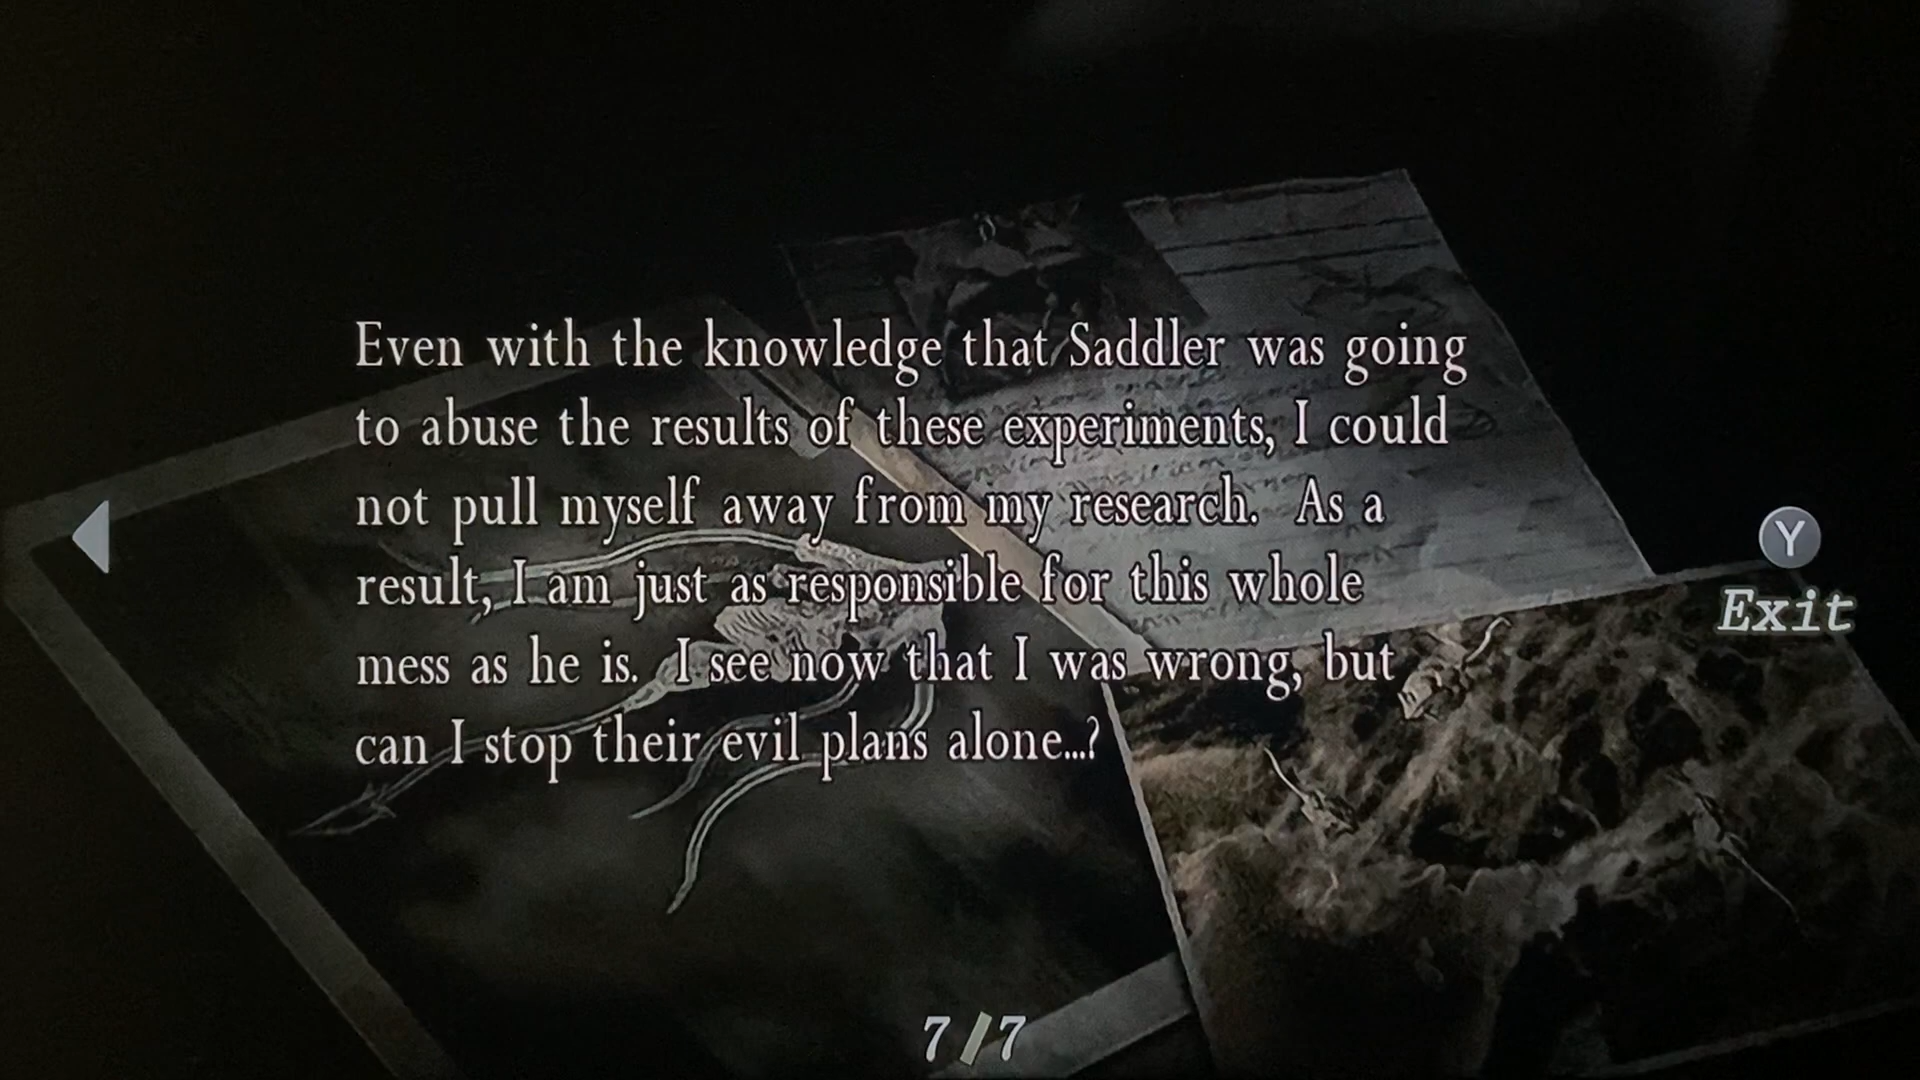 Even with the knowledge that Saddler was going
to abuse the results of these experiments, I could
not pull myself away from my research.  As a
result, I am just as responsible for this whole
mess as he is.  I see now that I was wrong, but
can I stop their evil plans alone...?
Y
Exit
7/7